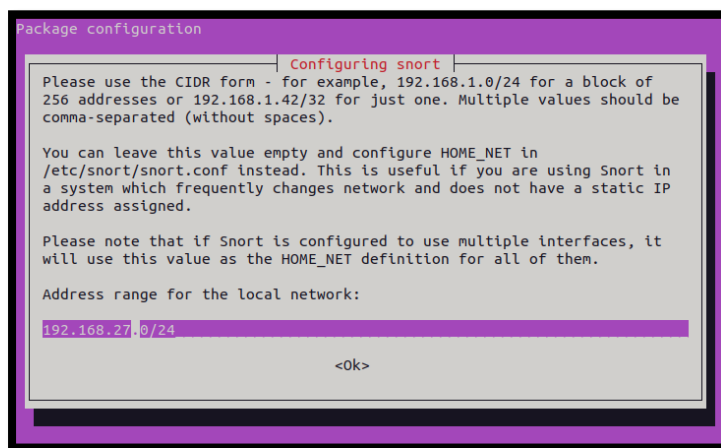 Package configuration
Configuring snort
Please use the CIDR form - for example, 192.168.1.0/24 for a block of
256 addresses or 192.168.1.42/32 for just one. Multiple values should be
comma-separated (without spaces).
You can leave this value empty and configure HOME_NET in
/etc/snort/snort.conf instead. This is useful if you are using Snort in
a system which frequently changes network and does not have a static IP
address assigned.
Please note that if Snort is configured to use multiple interfaces, it
will use this value as the HOME_NET definition for all of them.
Address range for the local network:
192.168.27.0/24
<Ok>